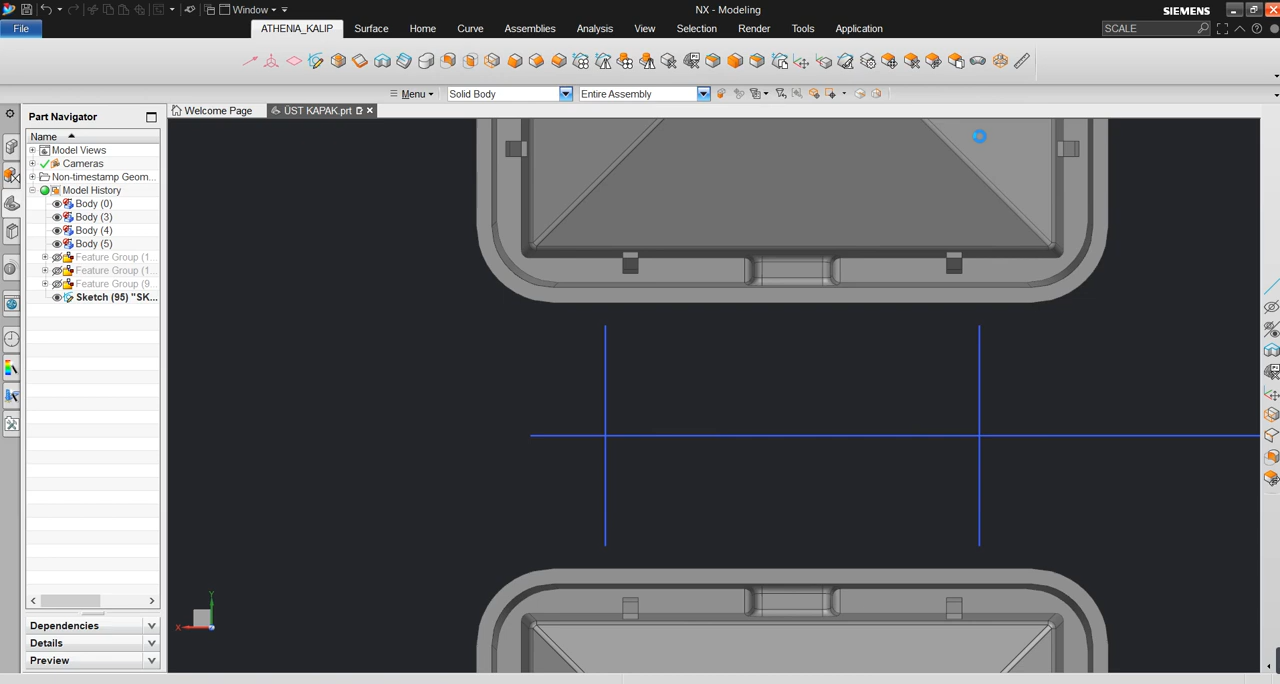 Window
NX - Modeling
SIEMENS
File
ATHENIA_KALIP
Surface
Home
Curve
Assemblies
Analysis
View
Selection
Render
Tools
Application
SCALE
Menu
Solid Body
Entire Assembly
Part Navigator
Welcome Page
ÜST KAPAK.prt
Name
Model Views
Cameras
Non-timestamp Geom...
Model History
Body (0)
Body (3)
Body (4)
Body (5)
Feature Group (1...
Feature Group (1...
Feature Group (9...
Sketch (95) "SK...
Y
X
Dependencies
Details
Preview